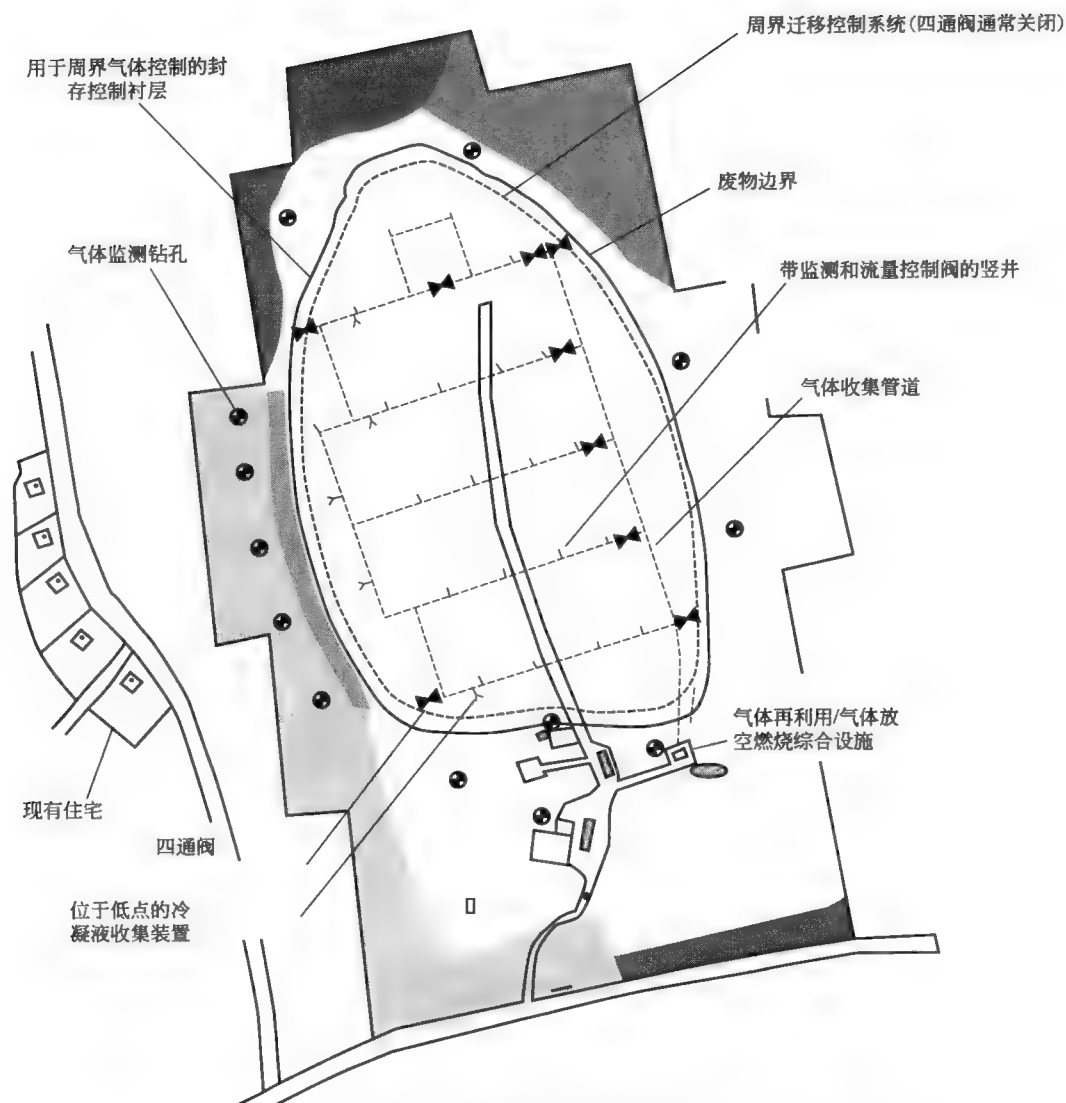 周界迁移控制系统(四通阀通常关闭)
用于周界气体控制的封
存控制衬层
废物边界
气体监测钻孔
带监测和流量控制阀的竖井
气体收集管道
气体再利用/气体放
空燃烧综合设施
现有住宅
四通阀
位于低点的冷
凝液收集装置